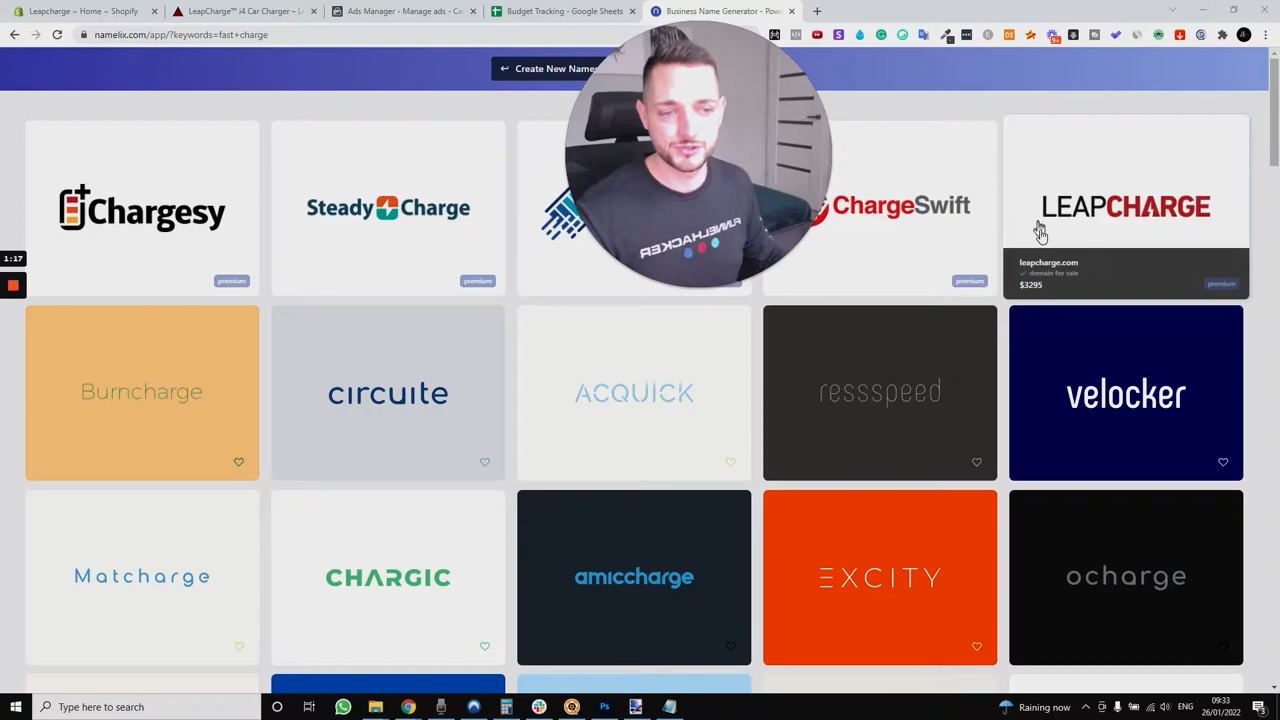 Leapcharge ~ Home ~ Shopify
LeapCharge™ i4 Car Charger – L
Ads Manager - Manage ads - Ca
Budget Tracking - Google Sheets
Business Name Generator - Pow
namelix.com/app/?keywords=fast+charge
Create New Names
Chargesy
premium
Steady Charge
premium
ChargeSwift
premium
LEAPCHARGE
leapcharge.com
domain for sale
$3295
premium
1:17
FUNNELHACKER
Burncharge
circuite
ACQUICK
ressspeed
velocker
Matcharge
CHARGIC
amiccharge
EXCITY
ocharge
Type here to search
Raining now
ENG
09:33
26/01/2022